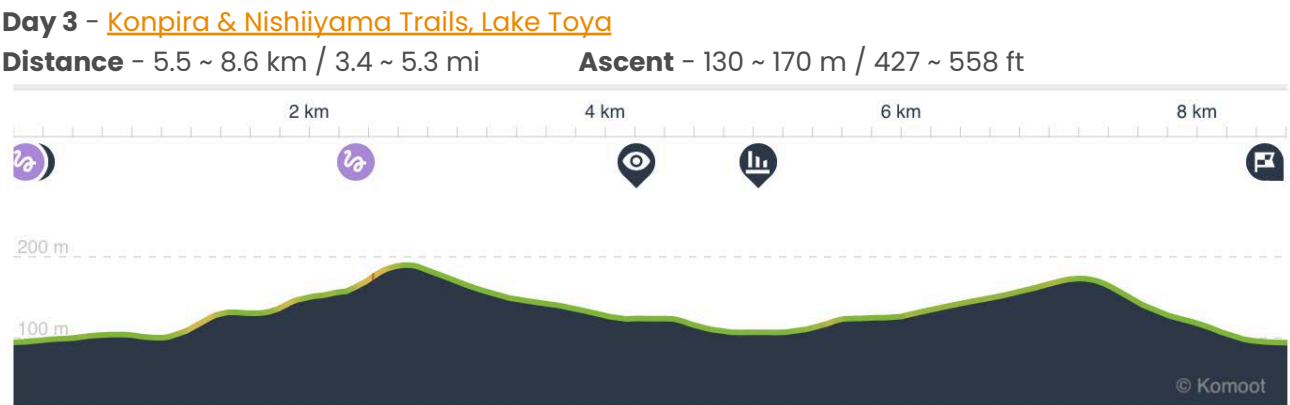 Day 3 - Konpira & Nishiiyama Trails, Lake Toya
Distance - 5.5 ~ 8.6 km / 3.4 ~ 5.3 mi Ascent - 130 ~ 170 m / 427 ~ 558 ft
2 km 4 km 6 km 8 km
200 m
100 m
© Komoot